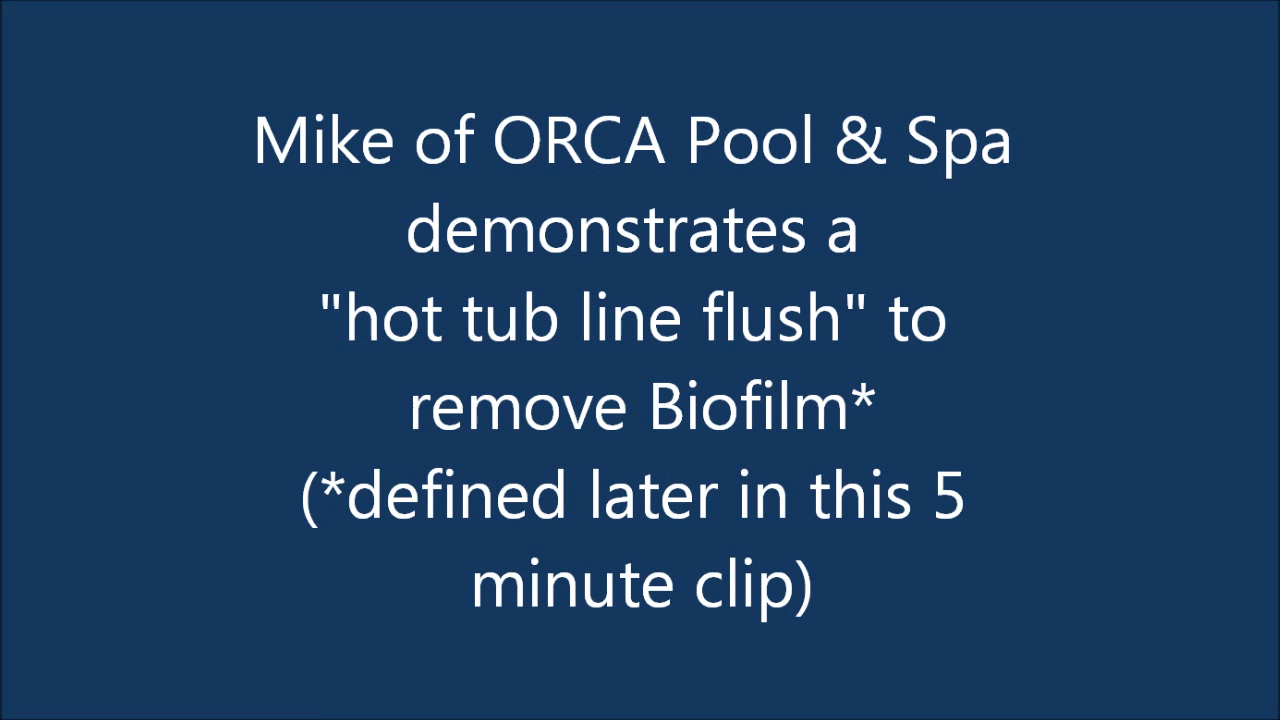 Mike of ORCA Pool & Spa
demonstrates a
"hot tub line flush" to
remove Biofilm*
(*defined later in this 5
minute clip)